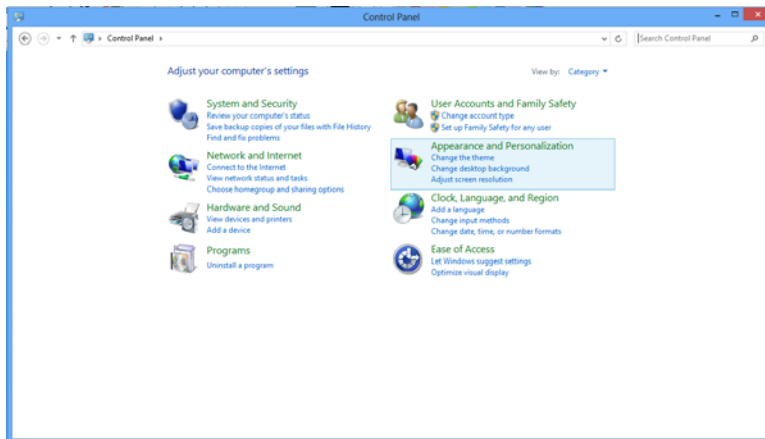 Control Panel
Control Panel
Search Control Panel
Adjust your computer's settings
View by: Category
System and Security
Review your computer's status
Save backup copies of your files with File History
Find and fix problems
Network and Internet
Connect to the Internet
View network status and tasks
Choose homegroup and sharing options
Hardware and Sound
View devices and printers
Add a device
Programs
Uninstall a program
User Accounts and Family Safety
Change account type
Set up Family Safety for any user
Appearance and Personalization
Change the theme
Change desktop background
Adjust screen resolution
Clock, Language, and Region
Add a language
Change input methods
Change date, time, or number formats
Ease of Access
Let Windows suggest settings
Optimize visual display